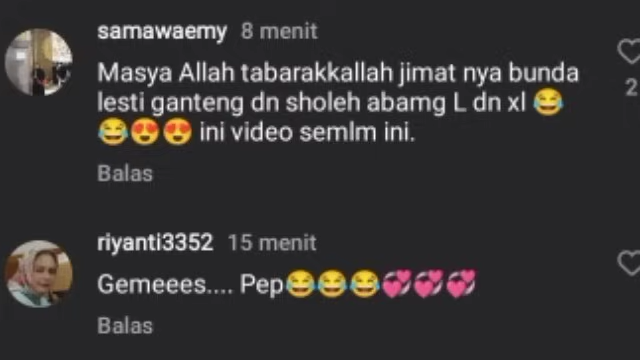 samawaemy 8 menit
Masya Allah tabarakkallah jimat nya bunda
lesti ganteng dn sholeh abamg L dn xl 😂
😂😍😍 ini video semlm ini.
2
Balas
riyanti3352 15 menit
Gemeees.... Pep😂😂😂💞💞💞
Balas